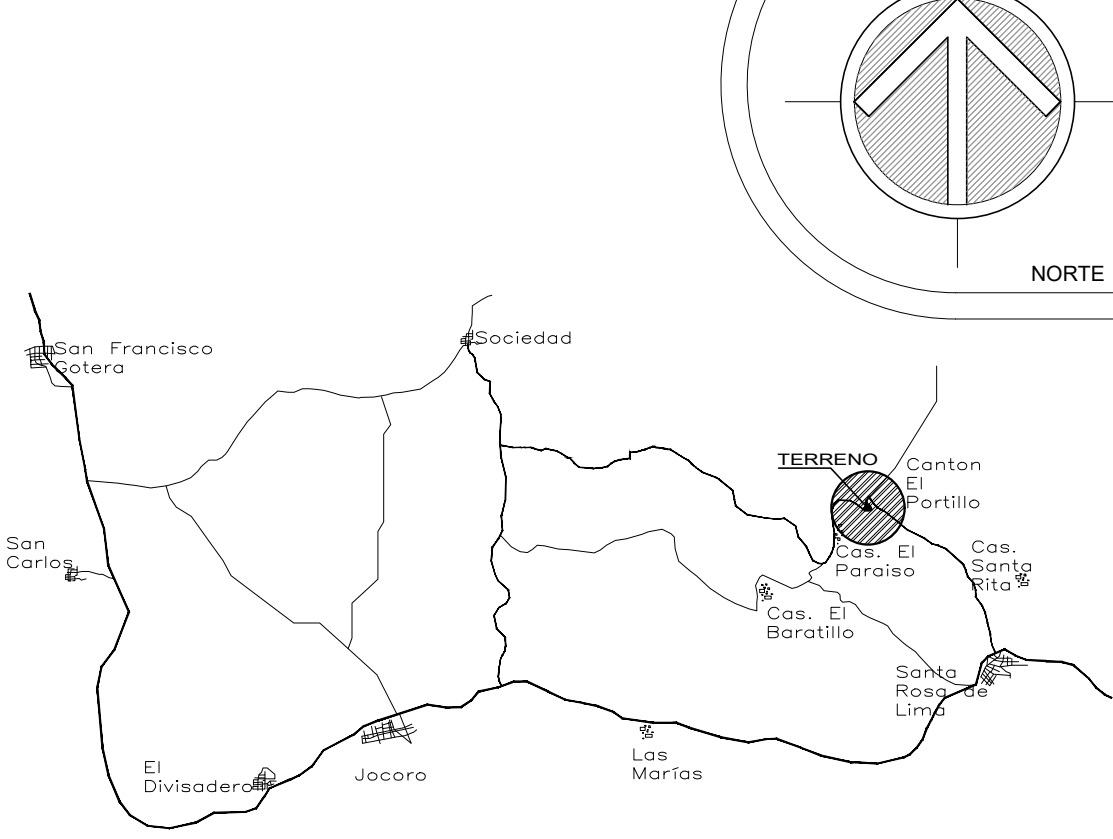 NORTE
San Francisco
Gotera
Sociedad
TERRENO
Canton
El
Portillo
San
Carlos
Cas. El
Paraiso
Cas.
Santa
Rita
Cas. El
Baratillo
Santa
Rosa de
Lima
El
Divisadero
Jocoro
Las
Marías